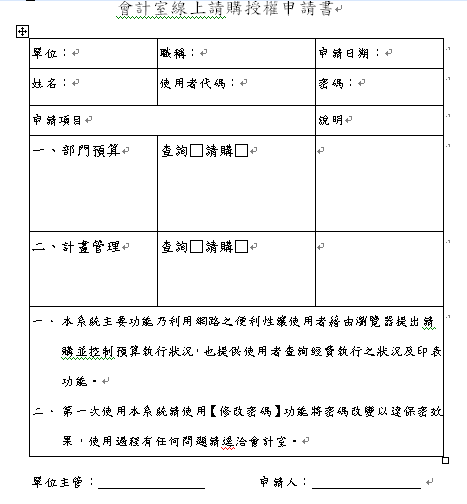 會計室線上請購授權申請書
單位： 職稱： 申請日期：
姓名： 使用者代碼： 密碼：
申請項目 說明
一、部門預算 查詢□請購□
二、計畫管理 查詢□請購□
一、本系統主要功能乃利用網路之便利性讓使用者藉由瀏覽器提出請
購並控制預算執行狀況，也提供使用者查詢經費執行之狀況及印表
功能。
二、第一次使用本系統請使用【修改密碼】功能將密碼改變以達保密效
果，使用過程有任何問題請逕洽會計室。
單位主管： 申請人：